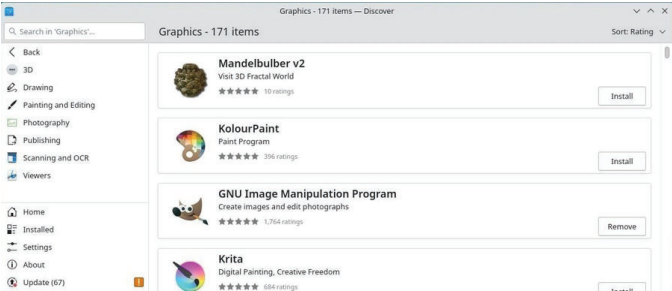 Graphics - 171 items — Discover
Search in 'Graphics'...
Graphics - 171 items
Sort: Rating
Back
3D
Drawing
Painting and Editing
Photography
Publishing
Scanning and OCR
Viewers
Home
Installed
Settings
About
Update (67)
Mandelbulber v2
Visit 3D Fractal World
10 ratings
Install
KolourPaint
Paint Program
396 ratings
Install
GNU Image Manipulation Program
Create images and edit photographs
1,764 ratings
Remove
Krita
Digital Painting, Creative Freedom
684 ratings
Install